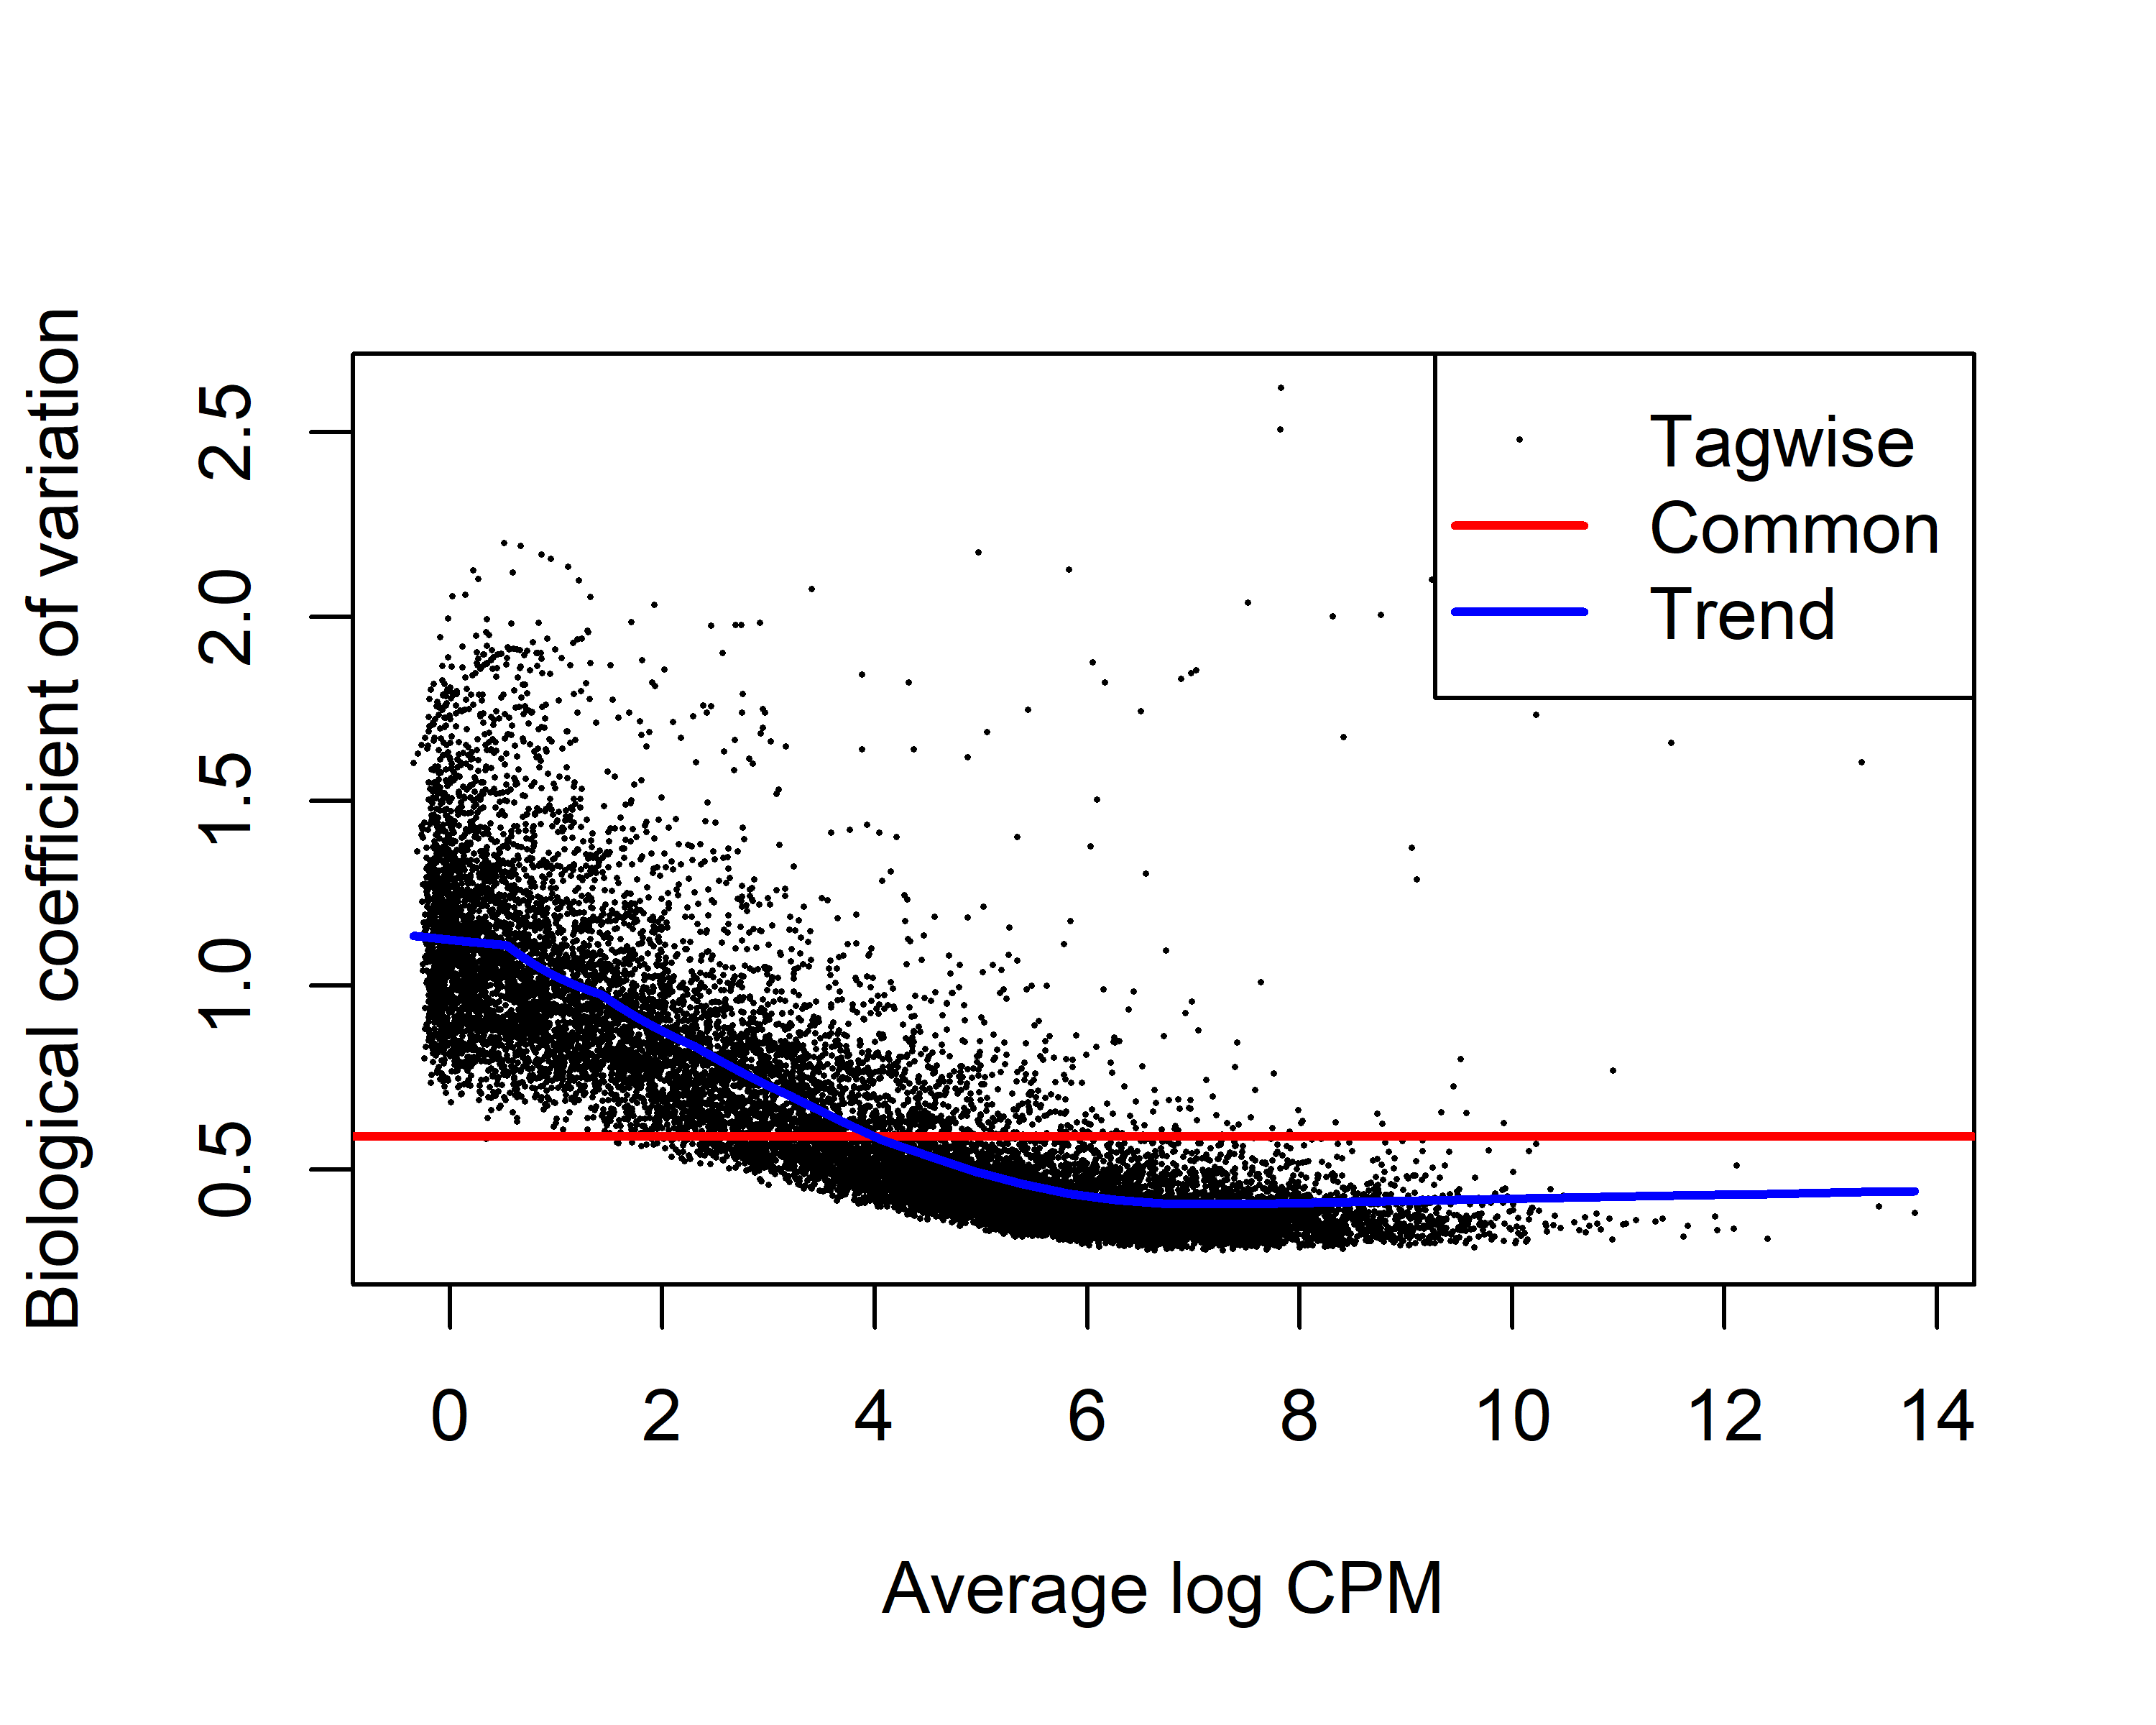 Biological coefficient of variation
2.5
2.0
1.5
1.0
0.5
Tagwise
Common
Trend
0 2 4 6 8 10 12 14
Average log CPM